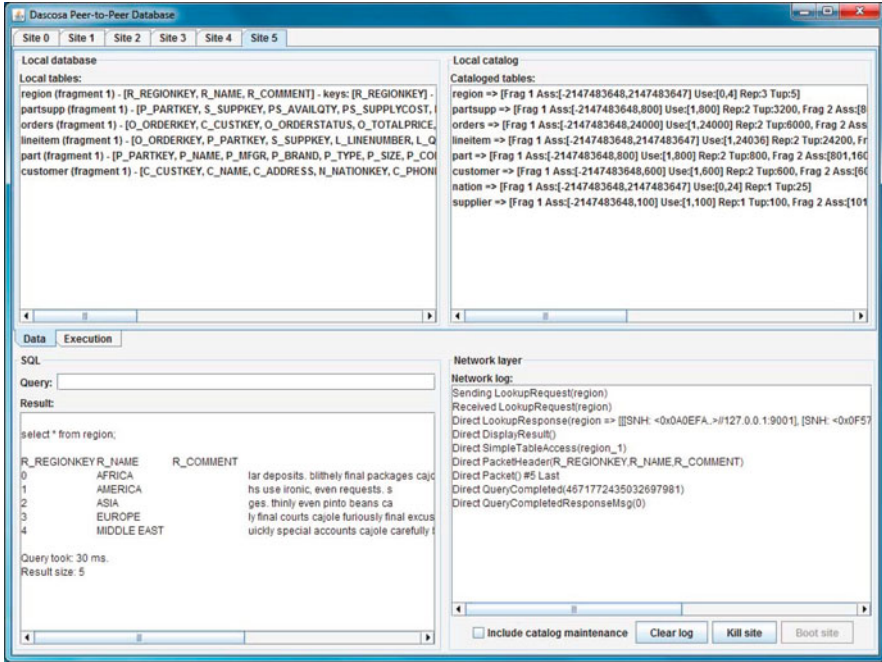 Dascosa Peer-to-Peer Database
Site 0 Site 1 Site 2 Site 3 Site 4 Site 5
Local database
Local tables:
region (fragment 1) - [R_REGIONKEY, R_NAME, R_COMMENT] - keys: [R_REGIONKEY] -
partsupp (fragment 1) - [P_PARTKEY, S_SUPPKEY, PS_AVAILQTY, PS_SUPPLYCOST,
orders (fragment 1) - [O_ORDERKEY, C_CUSTKEY, O_ORDERSTATUS, O_TOTALPRICE,
lineitem (fragment 1) - [O_ORDERKEY, P_PARTKEY, S_SUPPKEY, L_LINENUMBER, L_Q
part (fragment 1) - [P_PARTKEY, P_NAME, P_MFGR, P_BRAND, P_TYPE, P_SIZE, P_CO
customer (fragment 1) - [C_CUSTKEY, C_NAME, C_ADDRESS, N_NATIONKEY, C_PHON
Local catalog
Cataloged tables:
region => [Frag 1 Ass:[-2147483648,2147483647] Use:[0,4] Rep:3 Tup:5]
partsupp => [Frag 1 Ass:[-2147483648,800] Use:[1,800] Rep:2 Tup:3200, Frag 2 Ass:[8
orders => [Frag 1 Ass:[-2147483648,24000] Use:[1,24000] Rep:2 Tup:6000, Frag 2 Ass
lineitem => [Frag 1 Ass:[-2147483648,2147483647] Use:[1,24036] Rep:2 Tup:24200, Fr
part => [Frag 1 Ass:[-2147483648,800] Use:[1,800] Rep:2 Tup:800, Frag 2 Ass:[801,160
customer => [Frag 1 Ass:[-2147483648,600] Use:[1,600] Rep:2 Tup:600, Frag 2 Ass:[60
nation => [Frag 1 Ass:[-2147483648,2147483647] Use:[0,24] Rep:1 Tup:25]
supplier => [Frag 1 Ass:[-2147483648,100] Use:[1,100] Rep:1 Tup:100, Frag 2 Ass:[101
Data Execution
SQL
Query:
Result:
select * from region;
R_REGIONKEY R_NAME R_COMMENT
0 AFRICA lar deposits. blithely final packages cajo
1 AMERICA hs use ironic, even requests. s
2 ASIA ges. thinly even pinto beans ca
3 EUROPE ly final courts cajole furiously final excus
4 MIDDLE EAST uickly special accounts cajole carefully b
Query took: 30 ms.
Result size: 5
Network layer
Network log:
Sending LookupRequest(region)
Received LookupRequest(region)
Direct LookupResponse(region => [[[SNH: <0x0A0EFA..>//127.0.0.1:9001], [SNH: <0x0F57
Direct DisplayResult()
Direct SimpleTableAccess(region_1)
Direct PacketHeader(R_REGIONKEY,R_NAME,R_COMMENT)
Direct Packet() #5 Last
Direct QueryCompleted(4671772435032697981)
Direct QueryCompletedResponseMsg(0)
Include catalog maintenance Clear log Kill site Boot site